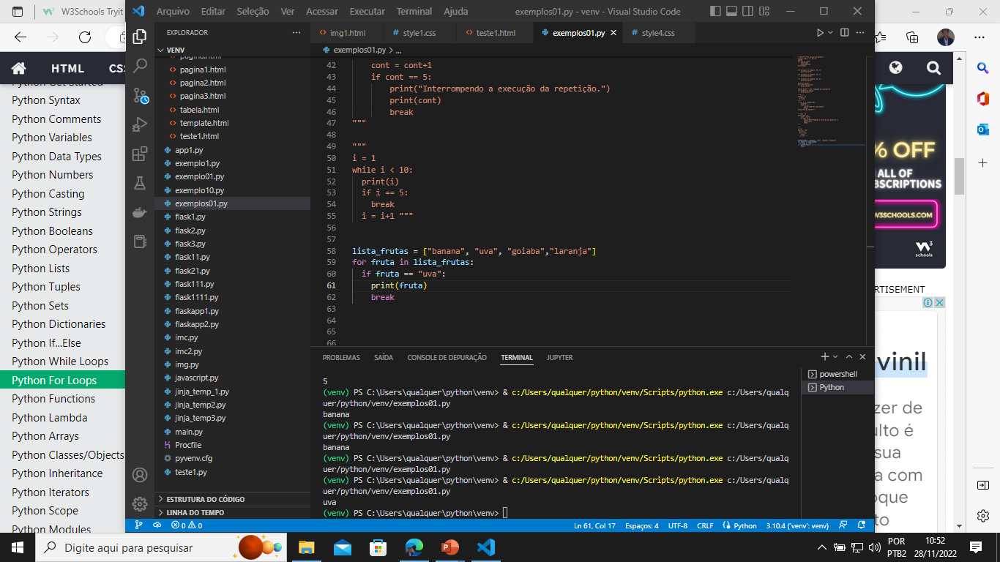 W3Schools Tryit
HTML
CSS
Python Get Started
Python Syntax
Python Comments
Python Variables
Python Data Types
Python Numbers
Python Casting
Python Strings
Python Booleans
Python Operators
Python Lists
Python Tuples
Python Sets
Python Dictionaries
Python If...Else
Python While Loops
Python For Loops
Python Functions
Python Lambda
Python Arrays
Python Classes/Objects
Python Inheritance
Python Iterators
Python Scope
Python Modules
Arquivo Editar Seleção Ver Acessar Executar Terminal Ajuda
exemplos01.py - venv - Visual Studio Code
EXPLORADOR
VENV
pagina.html
pagina1.html
pagina2.html
pagina3.html
tabela.html
template.html
teste1.html
app1.py
exemplo1.py
exemplo01.py
exemplo10.py
exemplos01.py
flask1.py
flask2.py
flask3.py
flask11.py
flask21.py
flask111.py
flask1111.py
flaskapp1.py
flaskapp2.py
imc.py
imc2.py
img.py
javascript.py
jinja_temp_1.py
jinja_temp2.py
jinja_temp3.py
main.py
Procfile
pyvenv.cfg
teste1.py
ESTRUTURA DO CÓDIGO
LINHA DO TEMPO
img1.html style1.css teste1.html exemplos01.py style4.css
exemplos01.py > ...
42 cont = cont+1
43 if cont == 5:
44 print("Interrompendo a execução da repetição.")
45 print(cont)
46 break
47 """
48
49 """
50 i = 1
51 while i < 10:
52 print(i)
53 if i == 5:
54 break
55 i = i+1 """
56
57
58 lista_frutas = ["banana", "uva", "goiaba","laranja"]
59 for fruta in lista_frutas:
60 if fruta == "uva":
61 print(fruta)
62 break
63
64
65
66
PROBLEMAS SAÍDA CONSOLE DE DEPURAÇÃO TERMINAL JUPYTER
5
(venv) PS C:\Users\qualquer\python\venv> & c:/Users/qualquer/python/venv/Scripts/python.exe c:/Users/qualq
uer/python/venv/exemplos01.py
banana
(venv) PS C:\Users\qualquer\python\venv> & c:/Users/qualquer/python/venv/Scripts/python.exe c:/Users/qualq
uer/python/venv/exemplos01.py
banana
(venv) PS C:\Users\qualquer\python\venv> & c:/Users/qualquer/python/venv/Scripts/python.exe c:/Users/qualq
uer/python/venv/exemplos01.py
(venv) PS C:\Users\qualquer\python\venv> & c:/Users/qualquer/python/venv/Scripts/python.exe c:/Users/qualq
uer/python/venv/exemplos01.py
uva
(venv) PS C:\Users\qualquer\python\venv>
powershell
Python
0 0
Ln 61, Col 17 Espaços: 4 UTF-8 CRLF Python 3.10.4 ('venv': venv)
% OFF
ALL OF
BSCRIPTIONS
W3SCHOOLS.COM
W3
schools
RTISEMENT
vinil
zer de
ulto é
sua
a com
oque
to
Digite aqui para pesquisar
POR
PTB2
10:52
28/11/2022